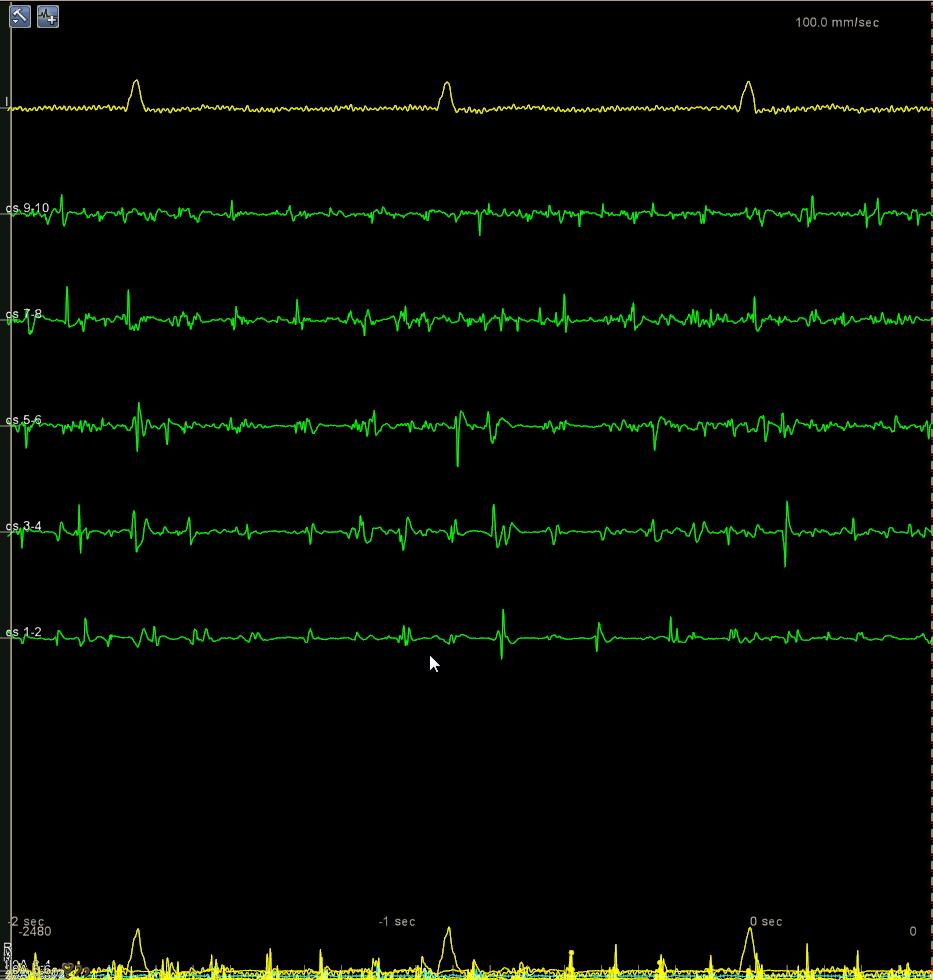 100.0 mm/sec
I
cs 9-10
cs 7-8
cs 5-6
cs 3-4
cs 1-2
-2 sec
-1 sec
0 sec
-2480
0